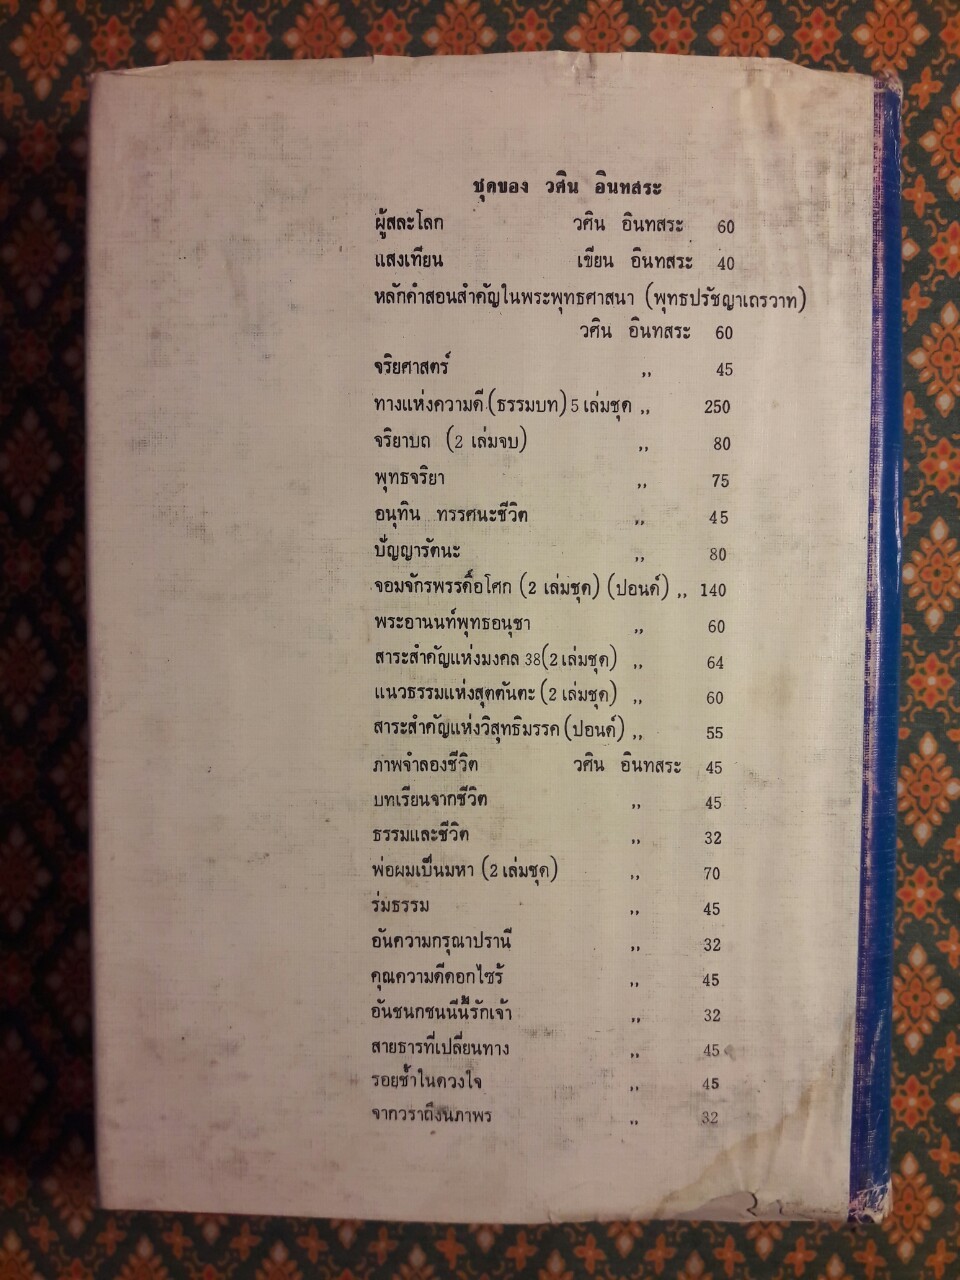 ชุดของ วศิน อินทสระ
ผู้สละโลก วศิน อินทสระ 60
แสงเทียน เขียน อินทสระ 40
หลักคำสอนสำคัญในพระพุทธศาสนา (พุทธปรัชญาเถรวาท)
วศิน อินทสระ 60
จริยศาสตร์ ,, 45
ทางแห่งความดี (ธรรมบท) 5 เล่มชุด ,, 250
จริยาบถ (2 เล่มจบ) ,, 80
พุทธจริยา ,, 75
อนุทิน ทรรศนะชีวิต ,, 45
ปัญญารัตนะ ,, 80
จอมจักรพรรดิ์อโศก (2 เล่มชุด) (ปอนด์) ,, 140
พระอานนท์พุทธอนุชา ,, 60
สาระสำคัญแห่งมงคล 38 (2 เล่มชุด) ,, 64
แนวธรรมแห่งสุตตันตะ (2 เล่มชุด) ,, 60
สาระสำคัญแห่งวิสุทธิมรรค (ปอนด์) ,, 55
ภาพจำลองชีวิต วศิน อินทสระ 45
บทเรียนจากชีวิต ,, 45
ธรรมและชีวิต ,, 32
พ่อผมเป็นมหา (2 เล่มชุด) ,, 70
ร่มธรรม ,, 45
อันความกรุณาปรานี ,, 32
คุณความดีดอกไซร้ ,, 45
อันชนกชนนีนี้รักเจ้า ,, 32
สายธารที่เปลี่ยนทาง ,, 45
รอยช้ำในดวงใจ ,, 45
จากวราถึงนภาพร ,, 32